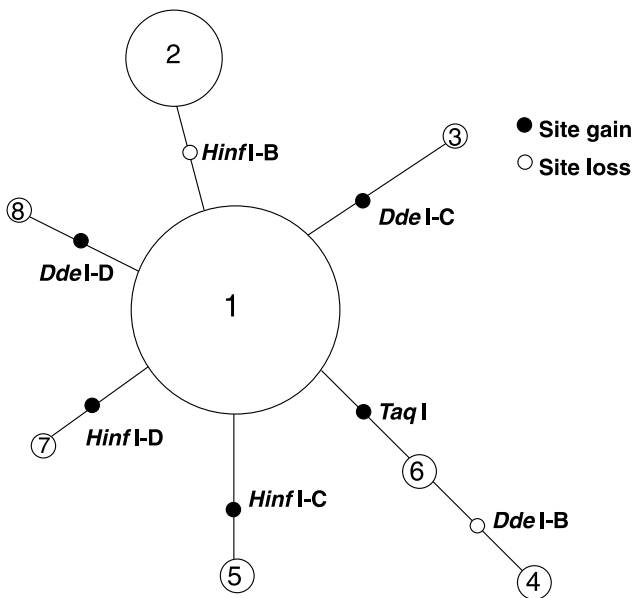 2
Site gain
3
Site loss
HinfI-B
8
DdeI-C
DdeI-D
1
TaqI
7
HinfI-D
6
HinfI-C
DdeI-B
5
4